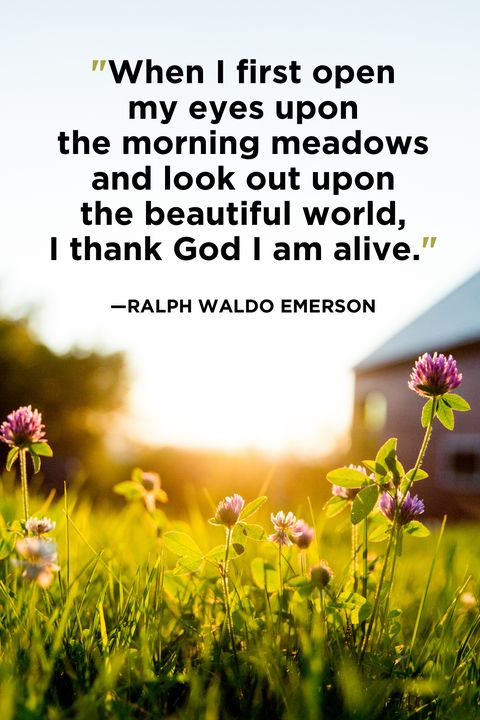 "When I first open
my eyes upon
the morning meadows
and look out upon
the beautiful world,
I thank God I am alive."
—RALPH WALDO EMERSON